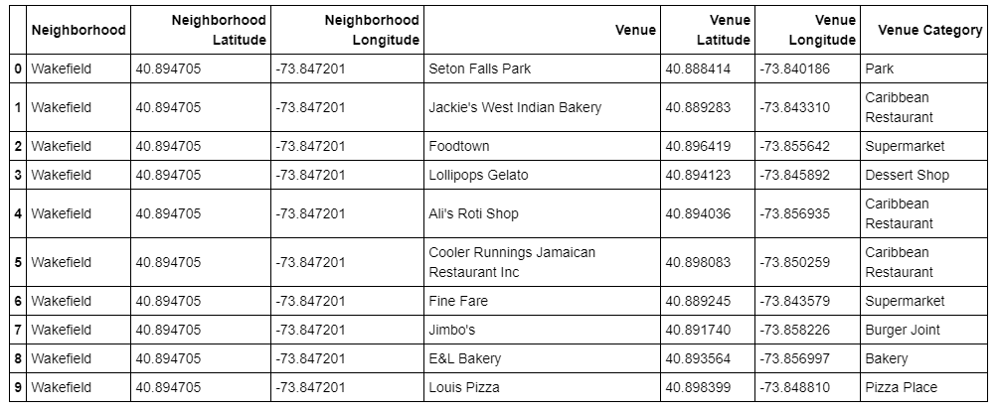 Neighborhood Neighborhood Latitude Neighborhood Longitude Venue Venue Latitude Venue Longitude Venue Category
0 Wakefield 40.894705 -73.847201 Seton Falls Park 40.888414 -73.840186 Park
1 Wakefield 40.894705 -73.847201 Jackie's West Indian Bakery 40.889283 -73.843310 Caribbean Restaurant
2 Wakefield 40.894705 -73.847201 Foodtown 40.896419 -73.855642 Supermarket
3 Wakefield 40.894705 -73.847201 Lollipops Gelato 40.894123 -73.845892 Dessert Shop
4 Wakefield 40.894705 -73.847201 Ali's Roti Shop 40.894036 -73.856935 Caribbean Restaurant
5 Wakefield 40.894705 -73.847201 Cooler Runnings Jamaican Restaurant Inc 40.898083 -73.850259 Caribbean Restaurant
6 Wakefield 40.894705 -73.847201 Fine Fare 40.889245 -73.843579 Supermarket
7 Wakefield 40.894705 -73.847201 Jimbo's 40.891740 -73.858226 Burger Joint
8 Wakefield 40.894705 -73.847201 E&L Bakery 40.893564 -73.856997 Bakery
9 Wakefield 40.894705 -73.847201 Louis Pizza 40.898399 -73.848810 Pizza Place